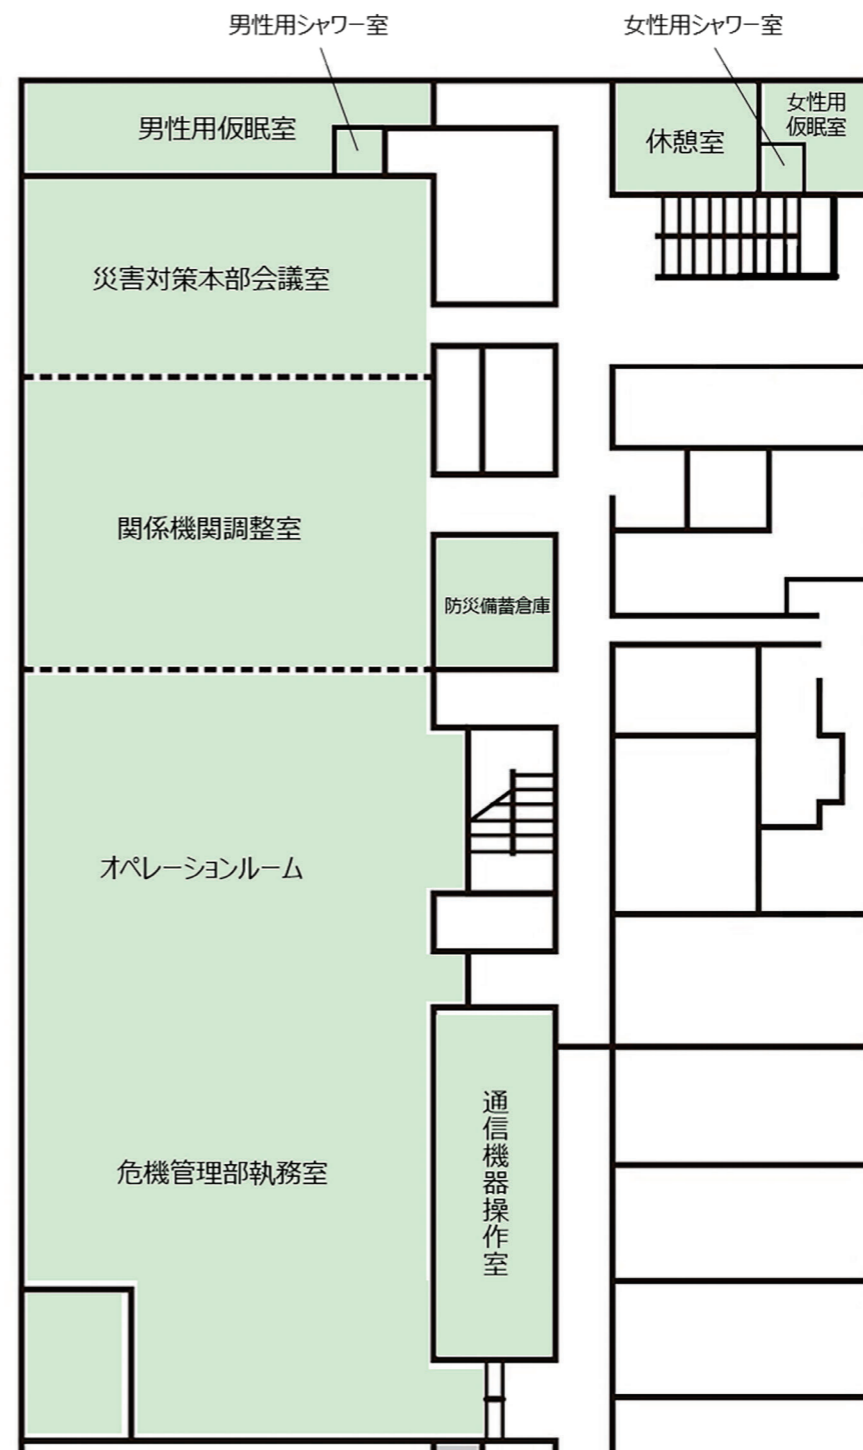 男性用シャワー室
女性用シャワー室
男性用仮眠室
休憩室
女性用
仮眠室
災害対策本部会議室
関係機関調整室
防災備蓄倉庫
オペレーションルーム
通信機器操作室
危機管理部執務室